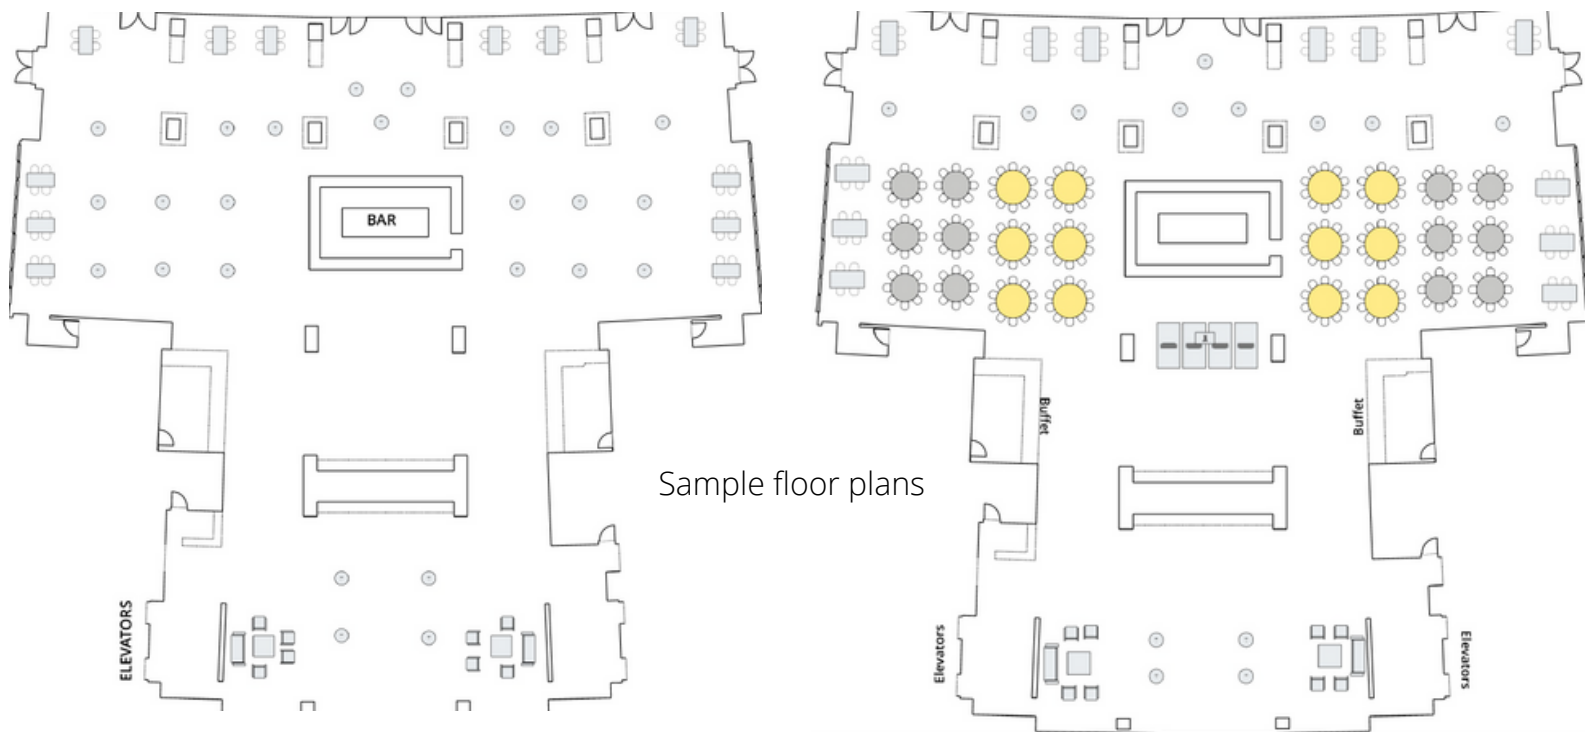 BAR
Buffet
Buffet
Sample floor plans
ELEVATORS
Elevators
Elevators